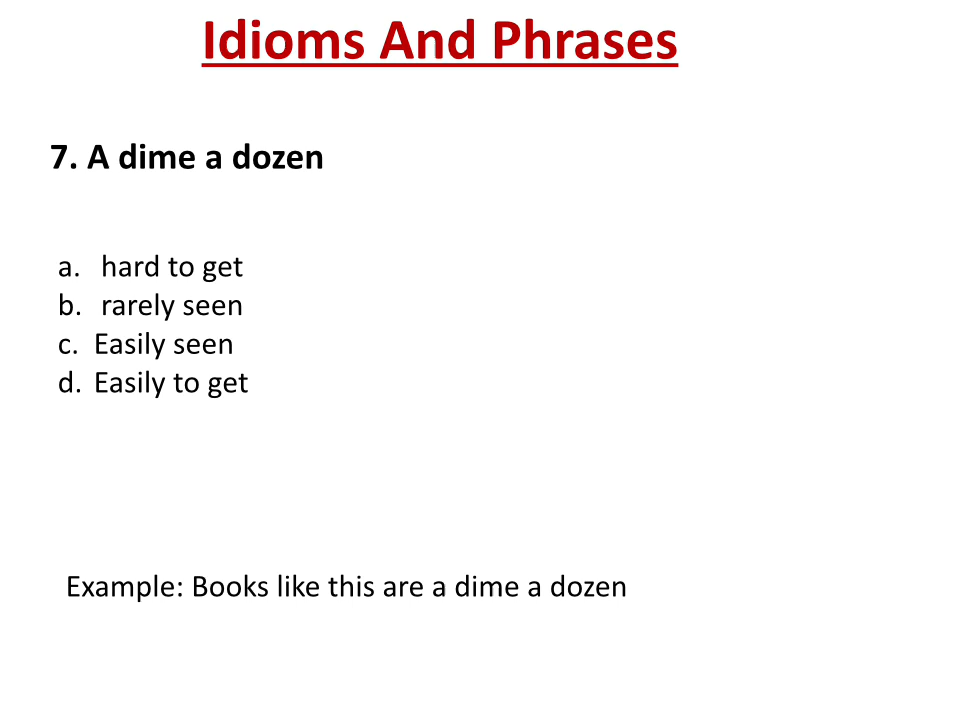 Idioms And Phrases
7. A dime a dozen
a. hard to get
b. rarely seen
c. Easily seen
d. Easily to get
Example: Books like this are a dime a dozen